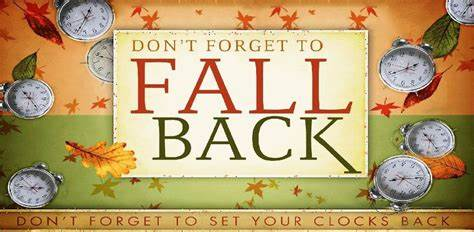 DON'T FORGET TO
FALL
BACK
DON'T FORGET TO SET YOUR CLOCKS BACK